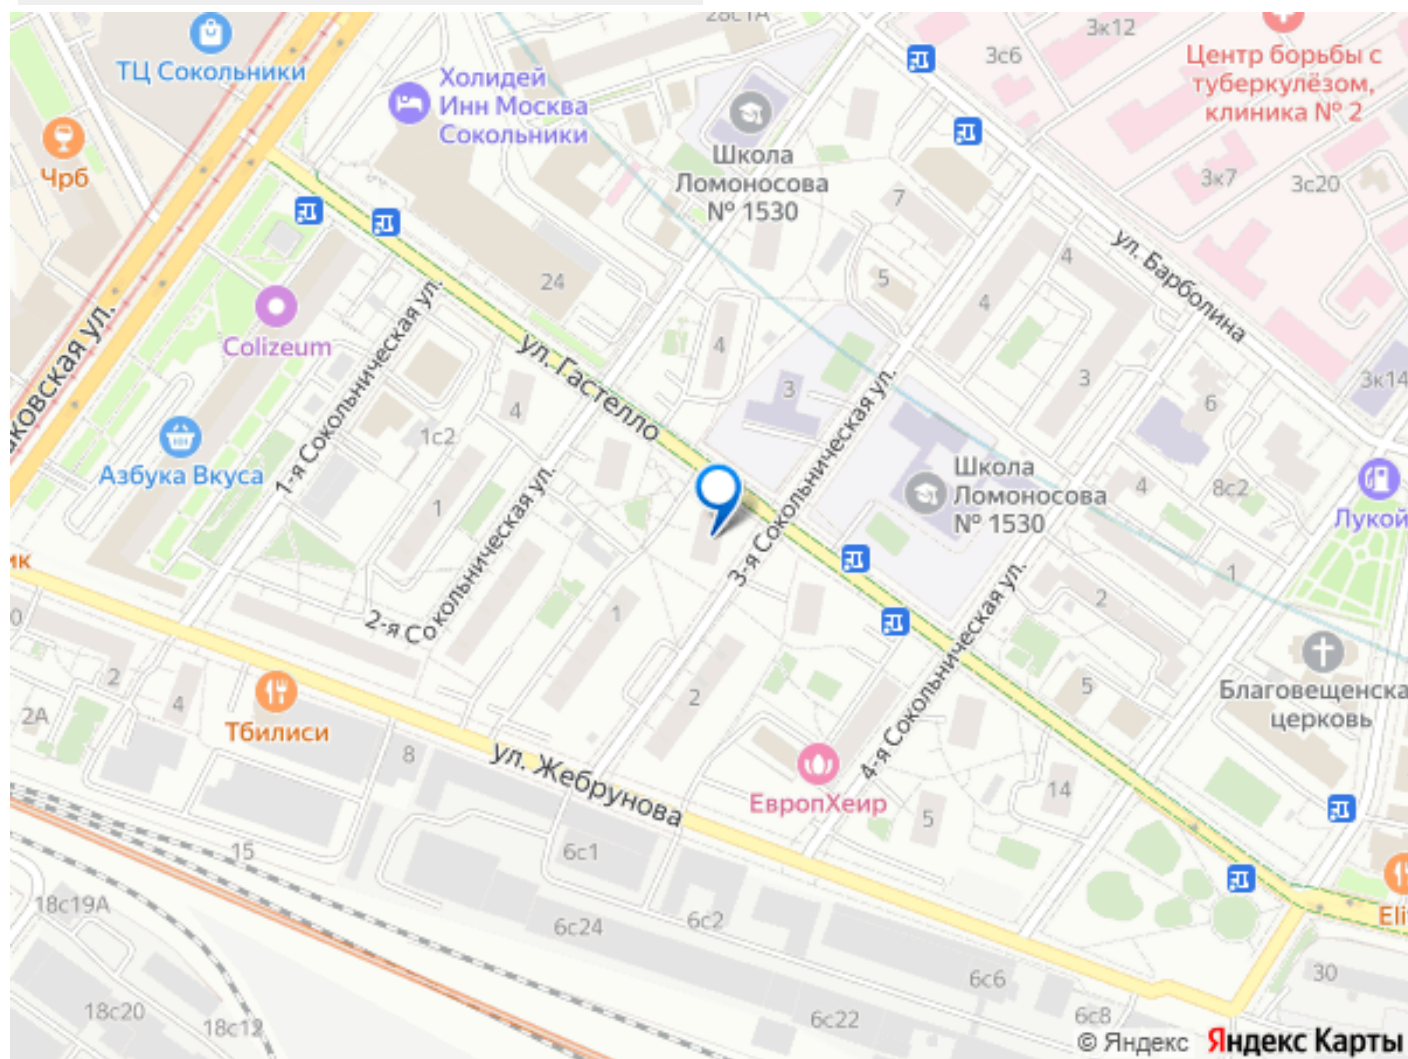 28с1А
3к12
3с6
Центр борьбы с
туберкулёзом,
клиника № 2
ТЦ Сокольники
Холидей
Инн Москва
Сокольники
Чрб
Школа
Ломоносова
№ 1530
7
3к7
3с20
4
ул. Барболина
5
24
4
Colizeum
1-я Сокольническая ул.
ул. Гастелло
4
3
3
3к14
6
3-я Сокольническая ул.
4
1с2
Азбука Вкуса
Школа
Ломоносова
№ 1530
4
8с2
Лукой
1
2-я Сокольническая ул.
ик
1
1
2
4-я Сокольническая ул.
5
0
2
4
2
Благовещенска
церковь
2А
Тбилиси
8
ул. Жебрунова
ЕвропХеир
5
14
15
6с1
18с19А
6с24
6с2
Eli
6с6
30
18с20
18с12
6с22
6с8
© Яндекс Яндекс Карты